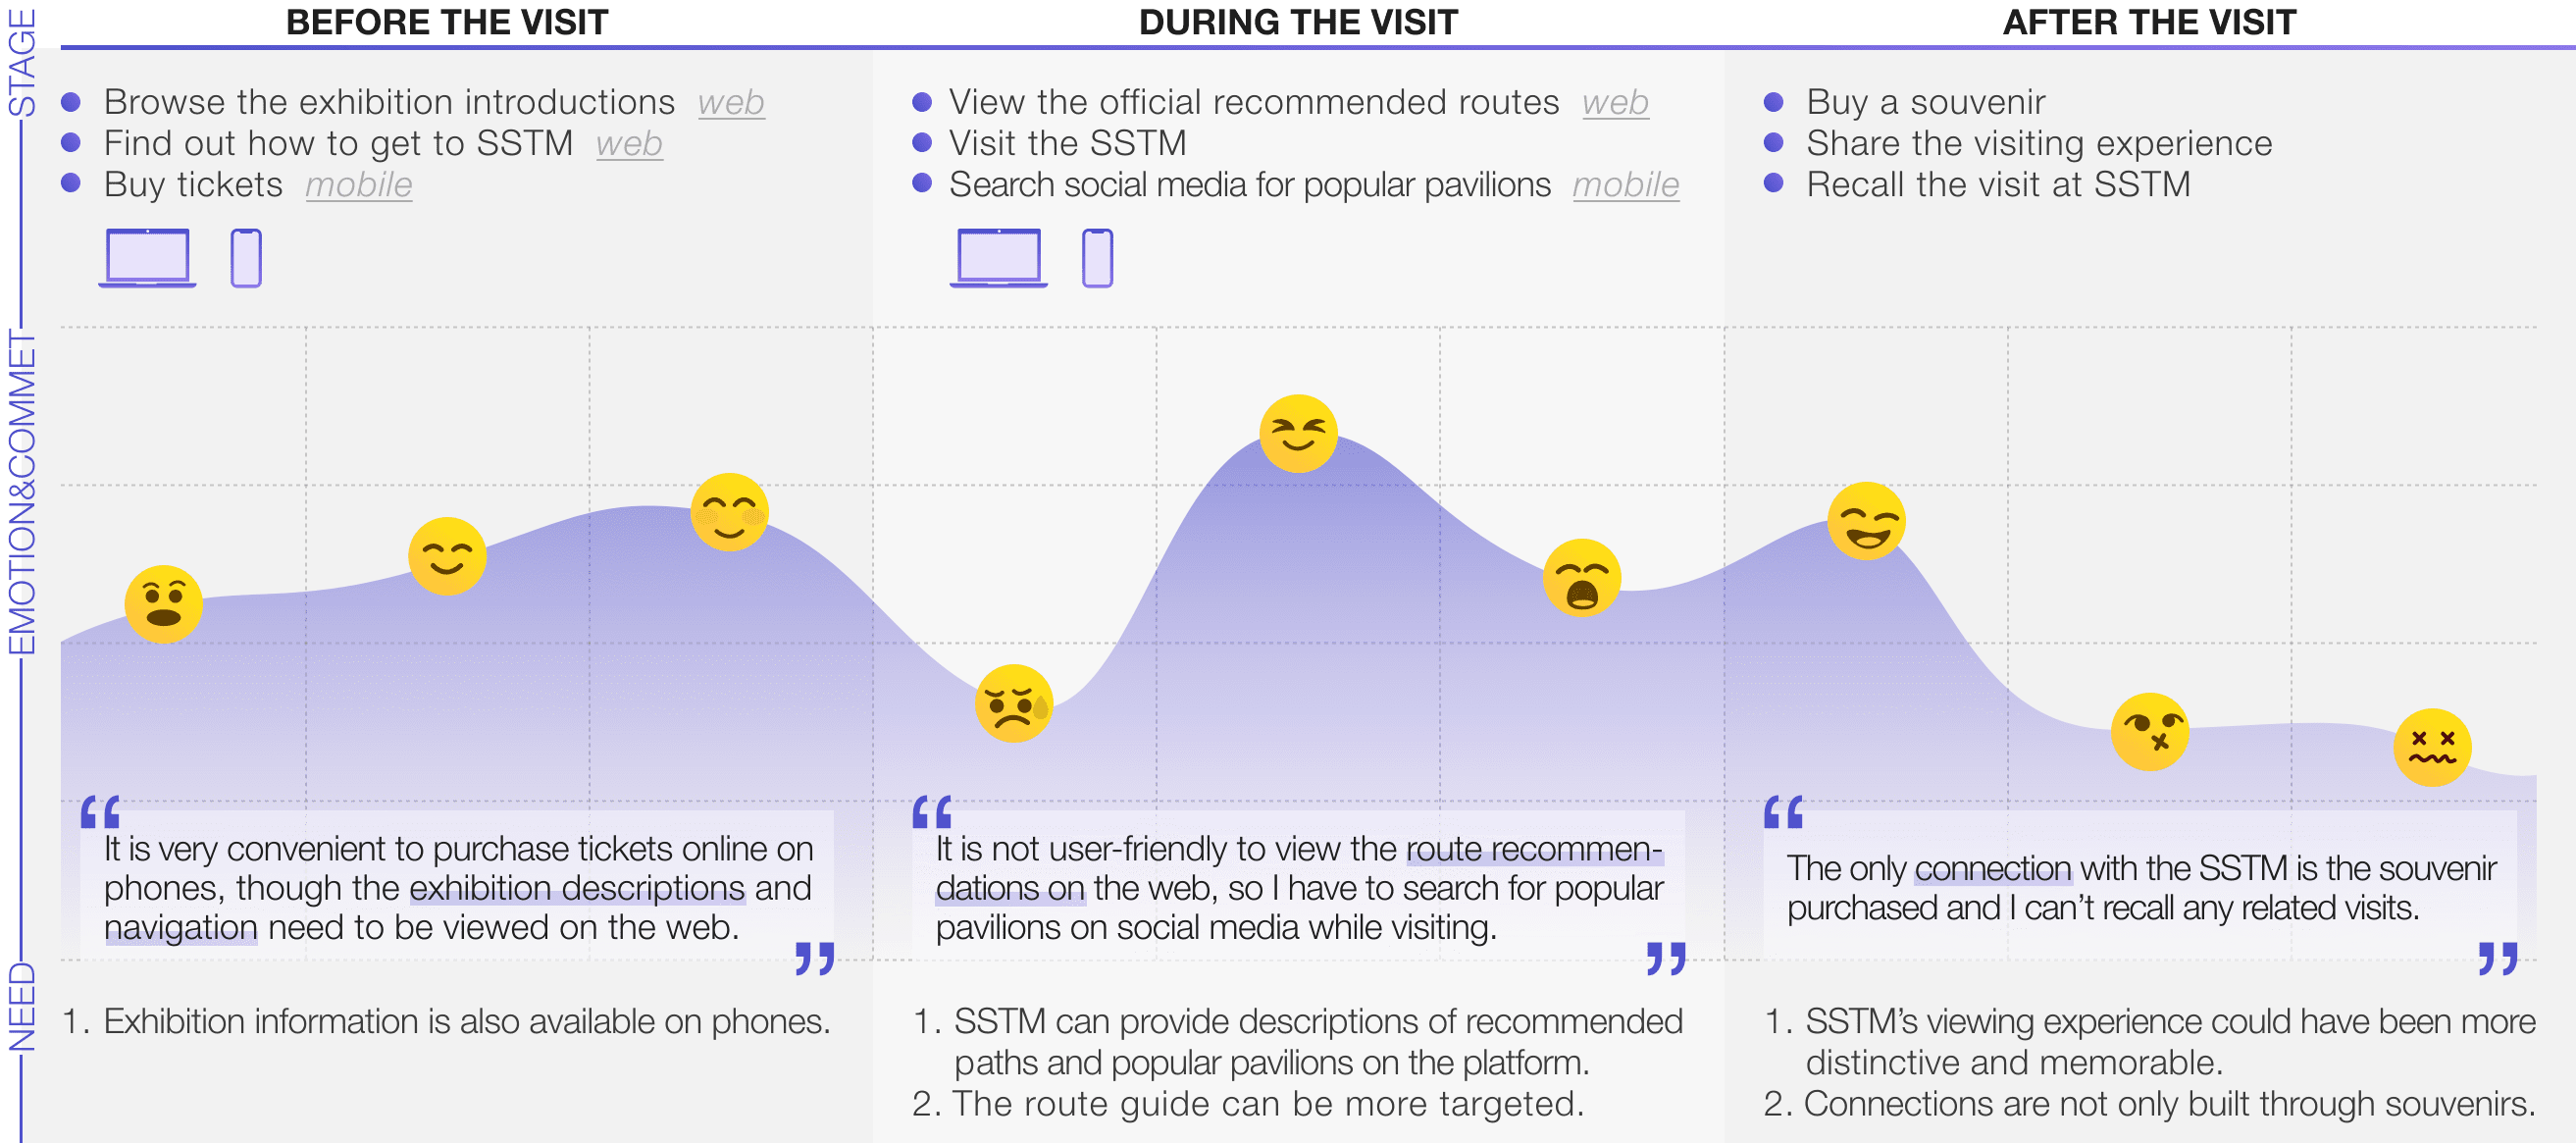 STAGE
BEFORE THE VISIT
Browse the exhibition introductions web
Find out how to get to SSTM web
Buy tickets mobile
DURING THE VISIT
View the official recommended routes web
Visit the SSTM
Search social media for popular pavilions mobile
AFTER THE VISIT
Buy a souvenir
Share the visiting experience
Recall the visit at SSTM
EMOTION&COMMET
“
It is very convenient to purchase tickets online on
phones, though the exhibition descriptions and
navigation need to be viewed on the web.
”
“
It is not user-friendly to view the route recommen-
dations on the web, so I have to search for popular
pavilions on social media while visiting.
”
“
The only connection with the SSTM is the souvenir
purchased and I can’t recall any related visits.
”
NEED
1. Exhibition information is also available on phones.
1. SSTM can provide descriptions of recommended
paths and popular pavilions on the platform.
2. The route guide can be more targeted.
1. SSTM’s viewing experience could have been more
distinctive and memorable.
2. Connections are not only built through souvenirs.